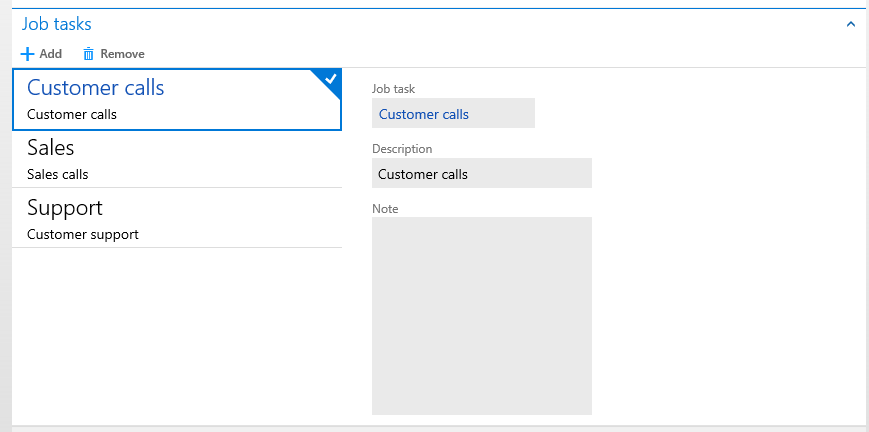 Job tasks
Add Remove
Customer calls
Customer calls
Sales
Sales calls
Support
Customer support
Job task
Customer calls
Description
Customer calls
Note